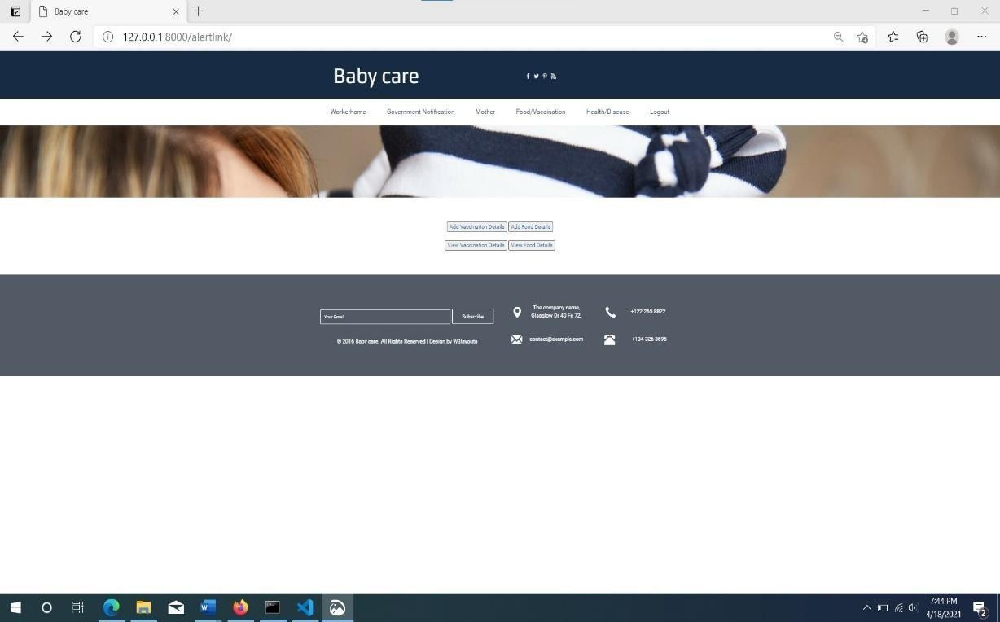 Baby care
127.0.0.1:8000/alertlink/
Baby care
Workerhome Government Notification Mother Food/Vaccination Health/Disease Logout
Add Vaccination Details Add Food Details
View Vaccination Details View Food Details
Your Email Subscribe
The company name,
Glasglow Dr 40 Fe 72.
+122 265 8822
© 2016 Baby care. All Rights Reserved | Design by W3layouts
contact@example.com
+134 326 3695
7:44 PM
4/18/2021
2